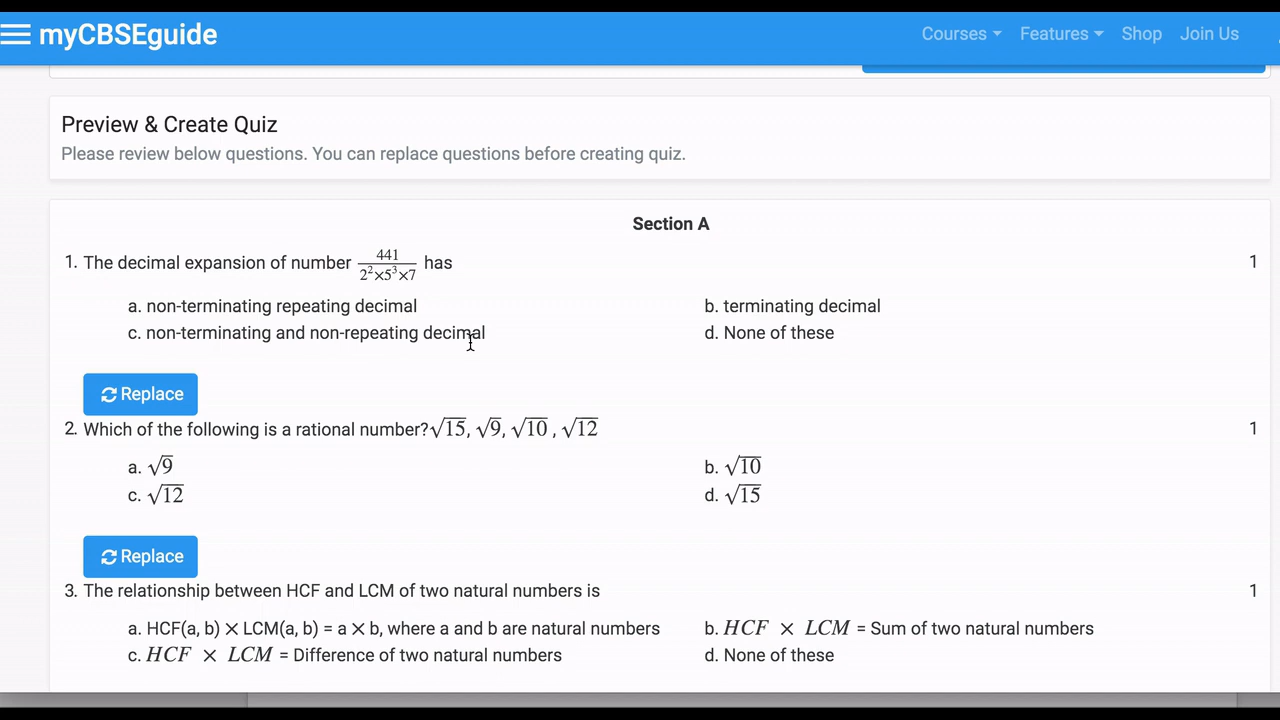 myCBSEguide
Courses Features Shop Join Us
Preview & Create Quiz
Please review below questions. You can replace questions before creating quiz.
Section A
1. The decimal expansion of number 441/(2²×5³×7) has 1
a. non-terminating repeating decimal b. terminating decimal
c. non-terminating and non-repeating decimal d. None of these
Replace
2. Which of the following is a rational number?√15, √9, √10 , √12 1
a. √9 b. √10
c. √12 d. √15
Replace
3. The relationship between HCF and LCM of two natural numbers is 1
a. HCF(a, b) × LCM(a, b) = a × b, where a and b are natural numbers b. HCF × LCM = Sum of two natural numbers
c. HCF × LCM = Difference of two natural numbers d. None of these